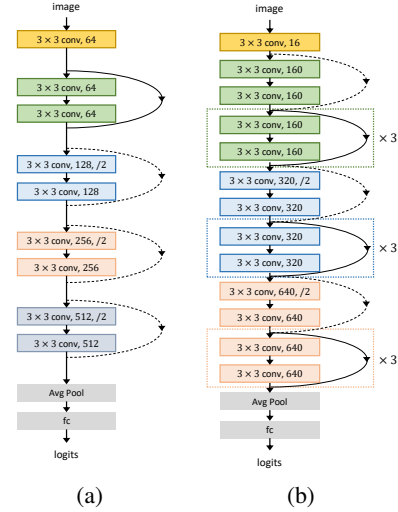 image
3 × 3 conv, 64
3 × 3 conv, 64
3 × 3 conv, 64
3 × 3 conv, 128, /2
3 × 3 conv, 128
3 × 3 conv, 256, /2
3 × 3 conv, 256
3 × 3 conv, 512, /2
3 × 3 conv, 512
Avg Pool
fc
logits
(a)
image
3 × 3 conv, 16
3 × 3 conv, 160
3 × 3 conv, 160
3 × 3 conv, 160
× 3
3 × 3 conv, 160
3 × 3 conv, 320, /2
3 × 3 conv, 320
3 × 3 conv, 320
× 3
3 × 3 conv, 320
3 × 3 conv, 640, /2
3 × 3 conv, 640
3 × 3 conv, 640
× 3
3 × 3 conv, 640
Avg Pool
fc
logits
(b)